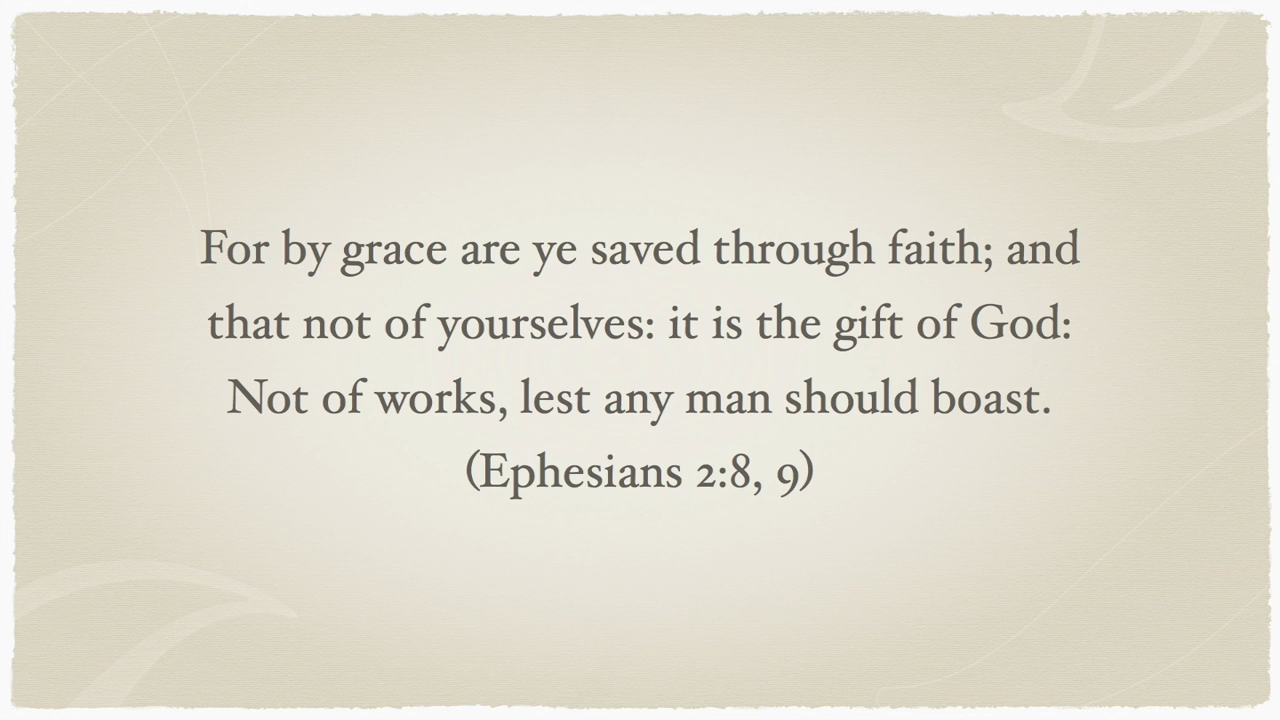 For by grace are ye saved through faith; and
that not of yourselves: it is the gift of God:
Not of works, lest any man should boast.
(Ephesians 2:8, 9)